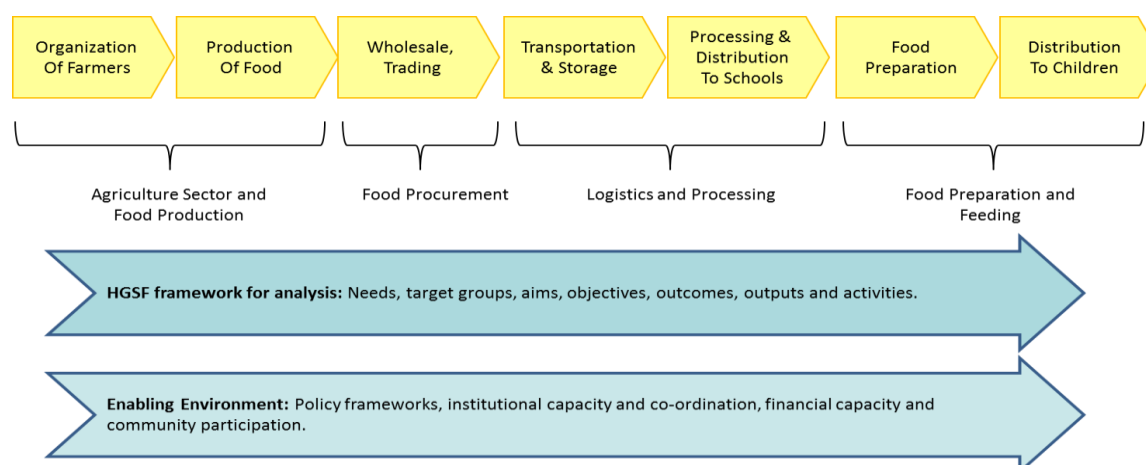 Organization
Of Farmers
Production
Of Food
Wholesale,
Trading
Transportation
& Storage
Processing &
Distribution
To Schools
Food
Preparation
Distribution
To Children
Agriculture Sector and
Food Production
Food Procurement
Logistics and Processing
Food Preparation and
Feeding
HGSF framework for analysis: Needs, target groups, aims, objectives, outcomes, outputs and activities.
Enabling Environment: Policy frameworks, institutional capacity and co-ordination, financial capacity and
community participation.